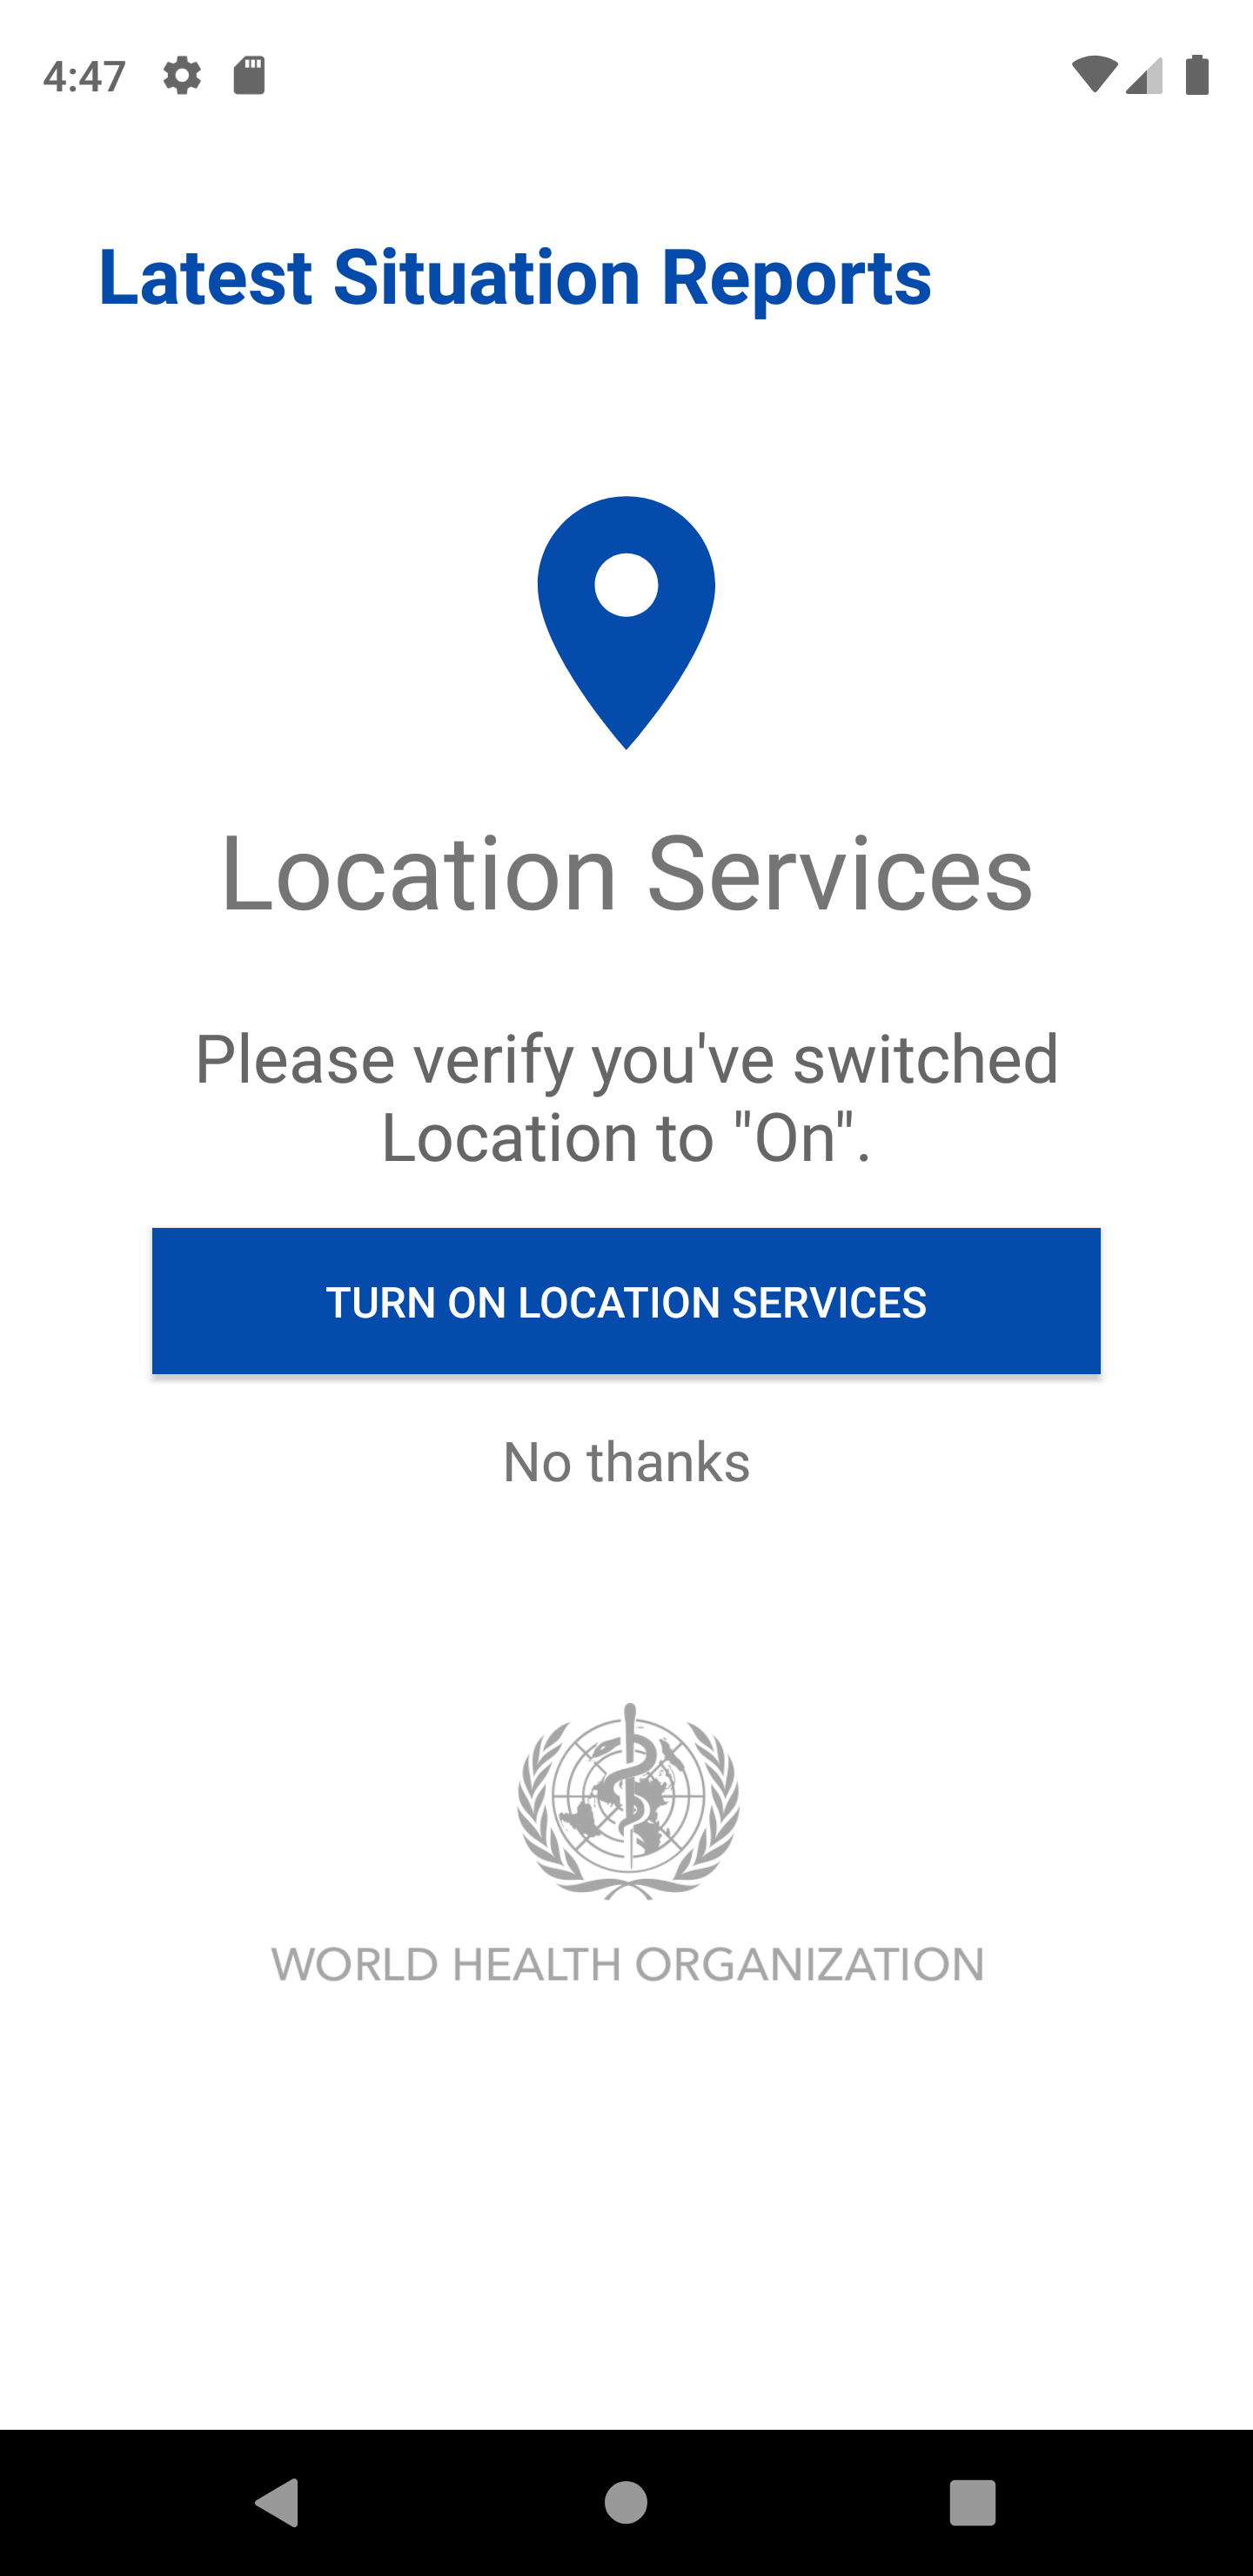 4:47
Latest Situation Reports
Location Services
Please verify you've switched
Location to "On".
TURN ON LOCATION SERVICES
No thanks
WORLD HEALTH ORGANIZATION